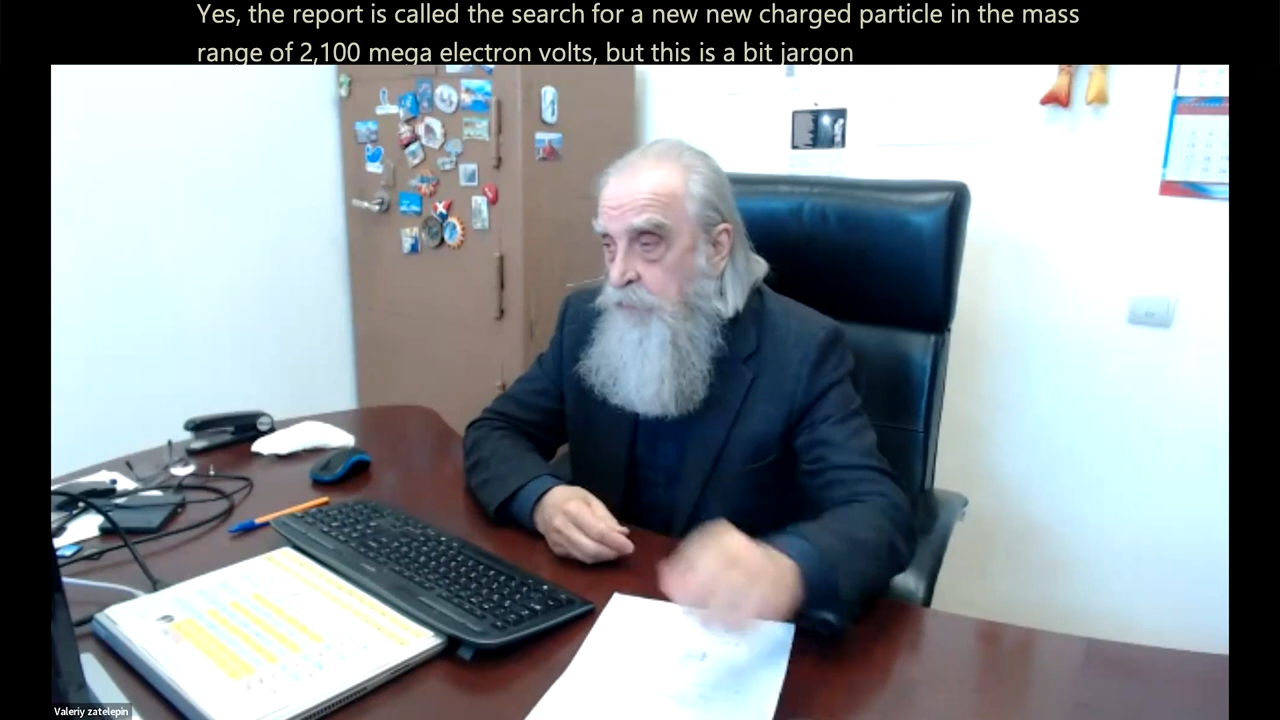 Yes, the report is called the search for a new new charged particle in the mass
range of 2,100 mega electron volts, but this is a bit jargon
Valeriy zatelepin